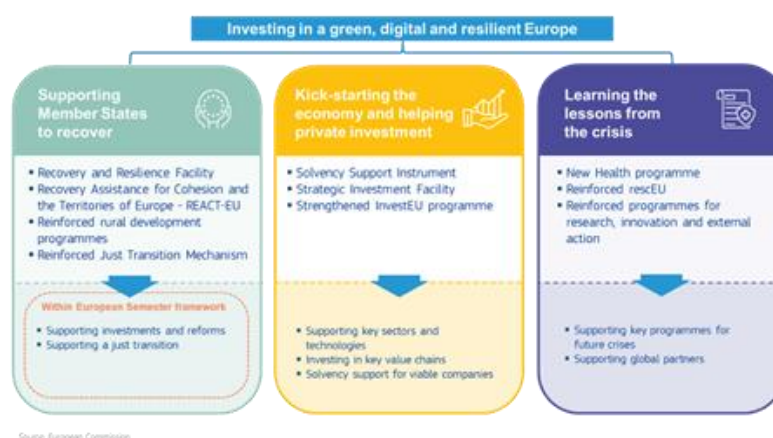 Investing in a green, digital and resilient Europe
Supporting
Member States
to recover
▪ Recovery and Resilience Facility
▪ Recovery Assistance for Cohesion and
the Territories of Europe - REACT-EU
▪ Reinforced rural development
programmes
▪ Reinforced Just Transition Mechanism
Within European Semester framework
▪ Supporting investments and reforms
▪ Supporting a just transition
Kick-starting the
economy and helping
private investment
▪ Solvency Support Instrument
▪ Strategic Investment Facility
▪ Strengthened InvestEU programme
▪ Supporting key sectors and
technologies
▪ Investing in key value chains
▪ Solvency support for viable companies
Learning the
lessons from
the crisis
▪ New Health programme
▪ Reinforced rescEU
▪ Reinforced programmes for
research, innovation and external
action
▪ Supporting key programmes for
future crises
▪ Supporting global partners
Source: European Commission